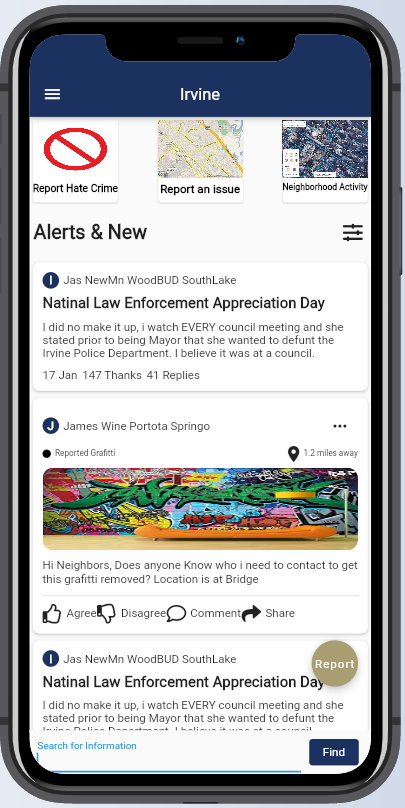 Irvine
Report Hate Crime
Report an issue
Neighborhood Activity
Alerts & New
I
Jas NewMn WoodBUD SouthLake
Natinal Law Enforcement Appreciation Day
I did no make it up, i watch EVERY council meeting and she
stated prior to being Mayor that she wanted to defunt the
Irvine Police Department. I believe it was at a council.
17 Jan 147 Thanks 41 Replies
J
James Wine Portota Springo
Reported Grafitti
1.2 miles away
Hi Neighbors, Does anyone Know who i need to contact to get
this grafitti removed? Location is at Bridge
Agree Disagree Comment Share
I
Jas NewMn WoodBUD SouthLake
Report
Natinal Law Enforcement Appreciation Day
I did no make it up, i watch EVERY council meeting and she
stated prior to being Mayor that she wanted to defunt the
Irvine Police Department. I believe it was at a council.
Search for Information
Find